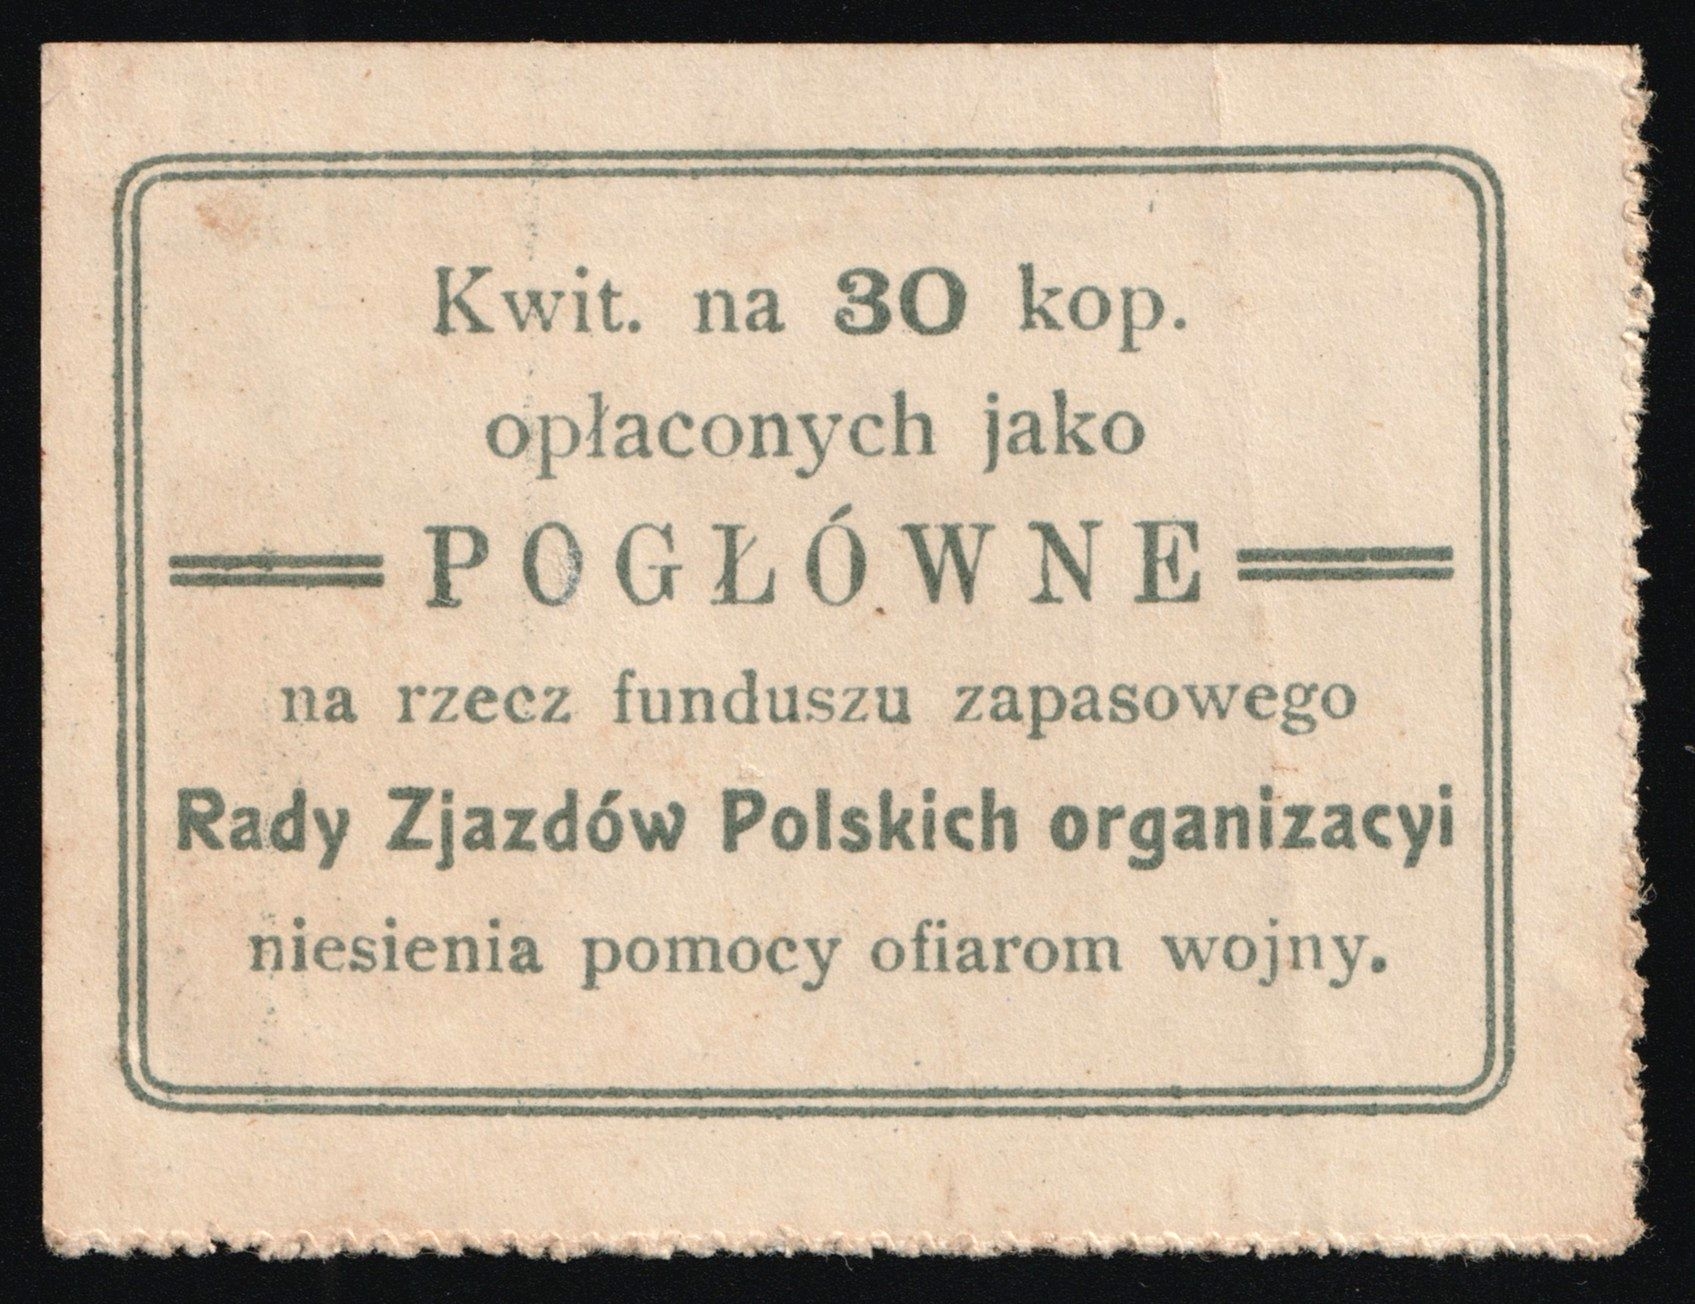 Kwit. na 30 kop.
opłaconych jako
POGŁÓWNE
na rzecz funduszu zapasowego
Rady Zjazdów Polskich organizacyi
niesienia pomocy ofiarom wojny.